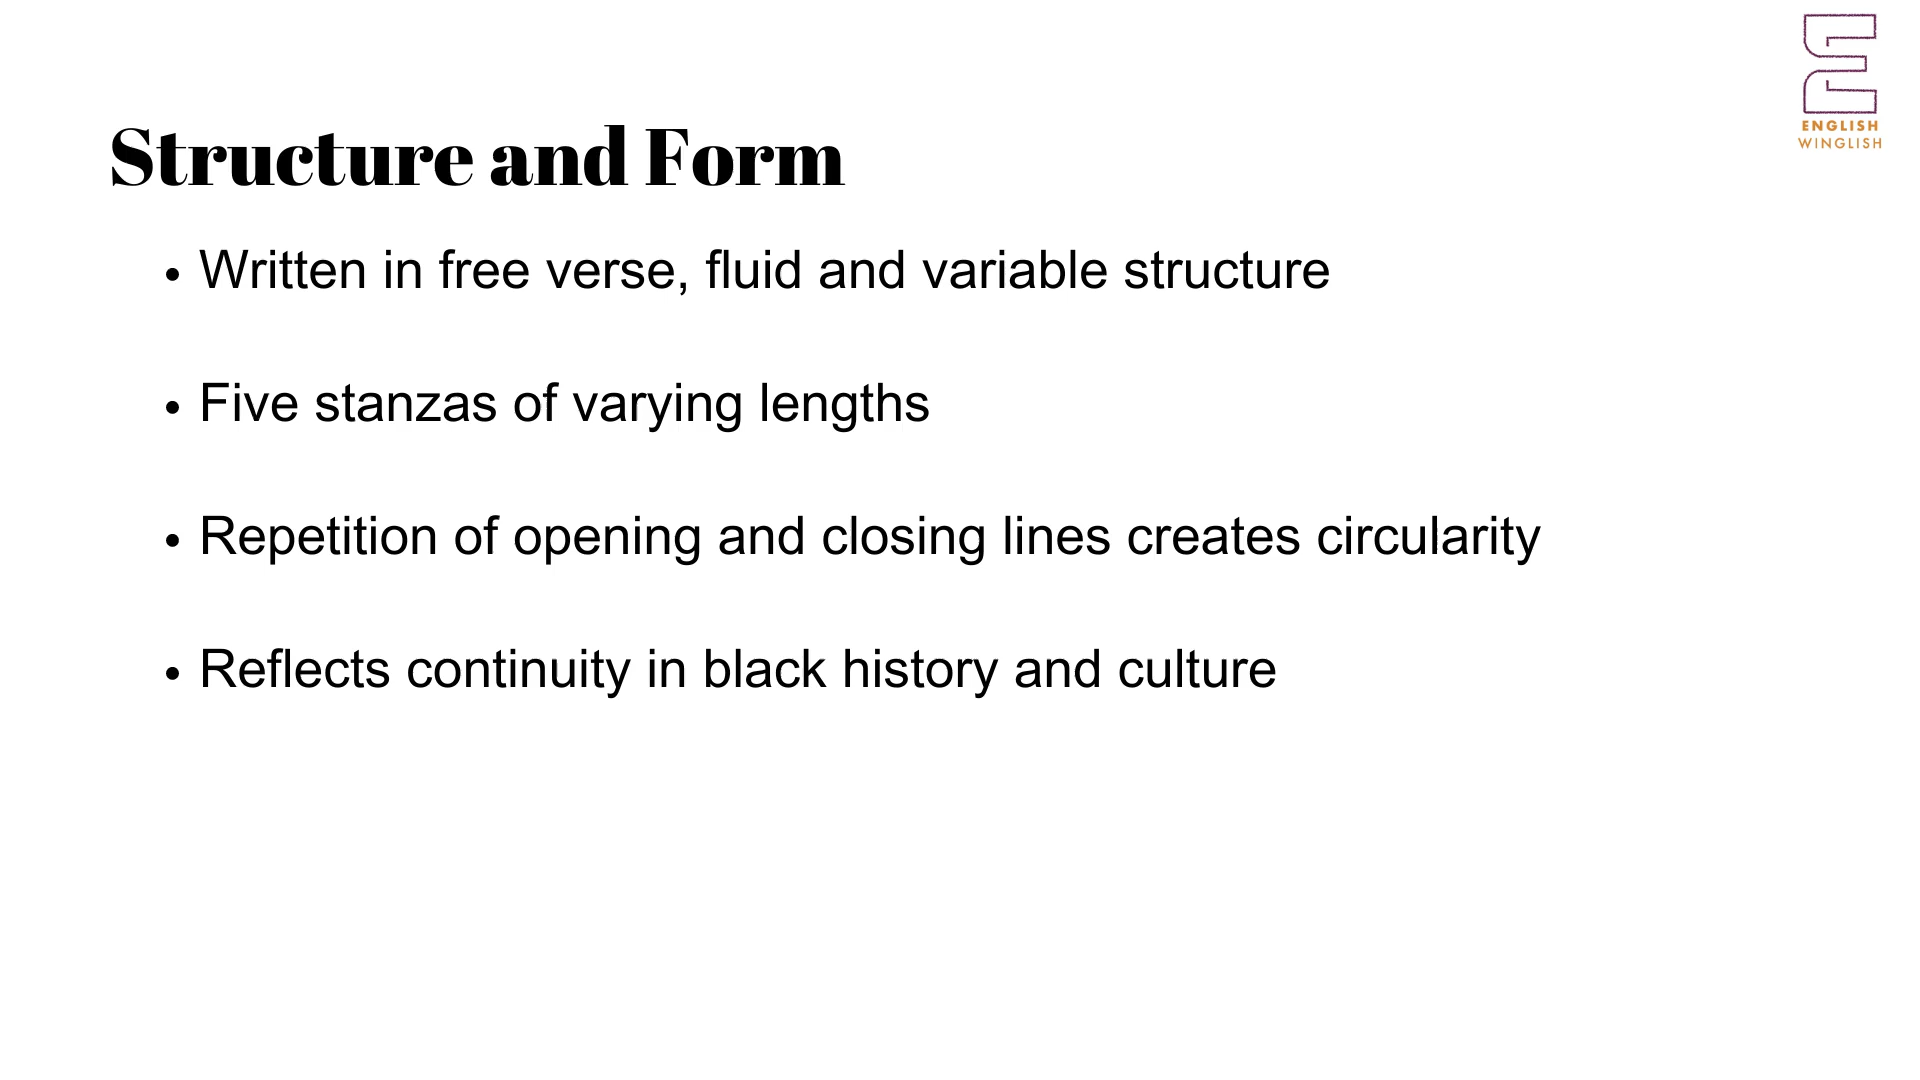 ENGLISH
WINGLISH
Structure and Form
• Written in free verse, fluid and variable structure
• Five stanzas of varying lengths
• Repetition of opening and closing lines creates circularity
• Reflects continuity in black history and culture